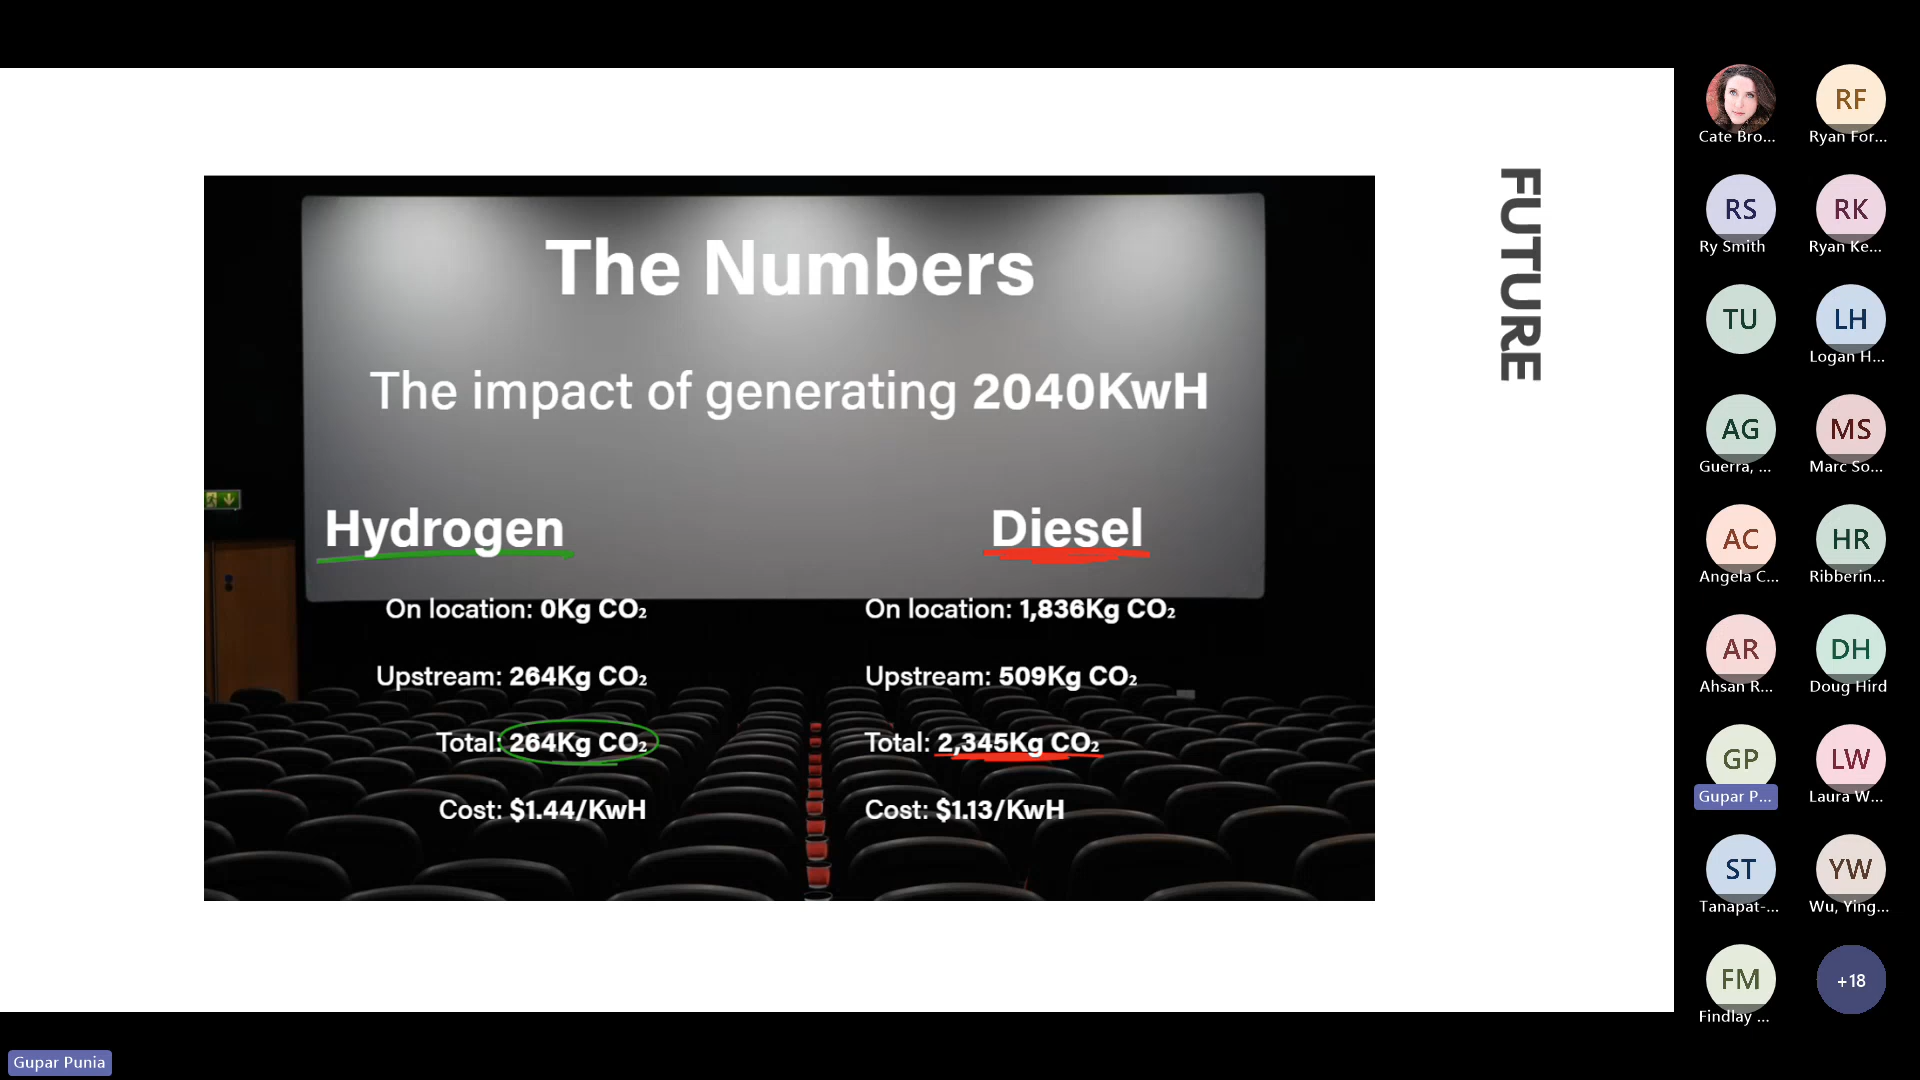 The Numbers
The impact of generating 2040KwH
Hydrogen
On location: 0Kg CO₂
Upstream: 264Kg CO₂
Total: 264Kg CO₂
Cost: $1.44/KwH
Diesel
On location: 1,836Kg CO₂
Upstream: 509Kg CO₂
Total: 2,345Kg CO₂
Cost: $1.13/KwH
FUTURE
Cate Bro...
RF
Ryan For...
RS
Ry Smith
RK
Ryan Ke...
TU
LH
Logan H...
AG
Guerra, ...
MS
Marc So...
AC
Angela C...
HR
Ribberin...
AR
Ahsan R...
DH
Doug Hird
GP
Gupar P...
LW
Laura W...
ST
Tanapat-...
YW
Wu, Ying...
FM
Findlay ...
+18
Gupar Punia